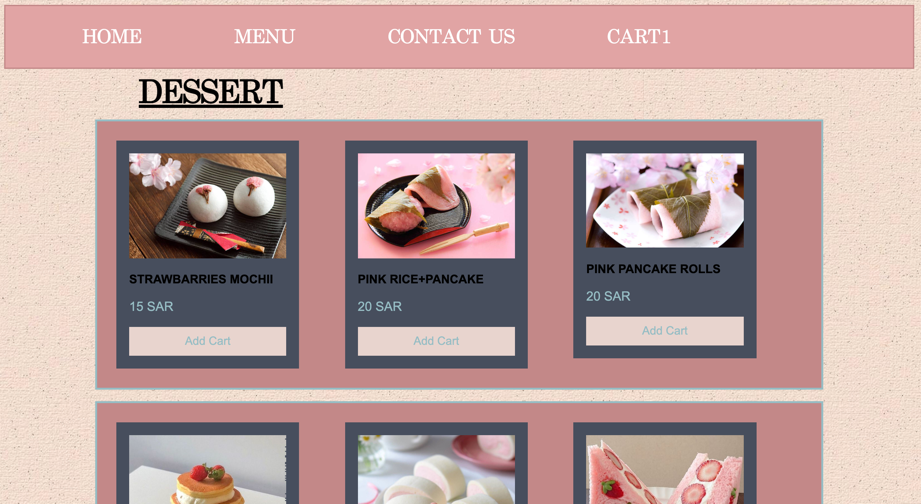 HOME MENU CONTACT US CART1
DESSERT
STRAWBARRIES MOCHII
15 SAR
Add Cart
PINK RICE+PANCAKE
20 SAR
Add Cart
PINK PANCAKE ROLLS
20 SAR
Add Cart